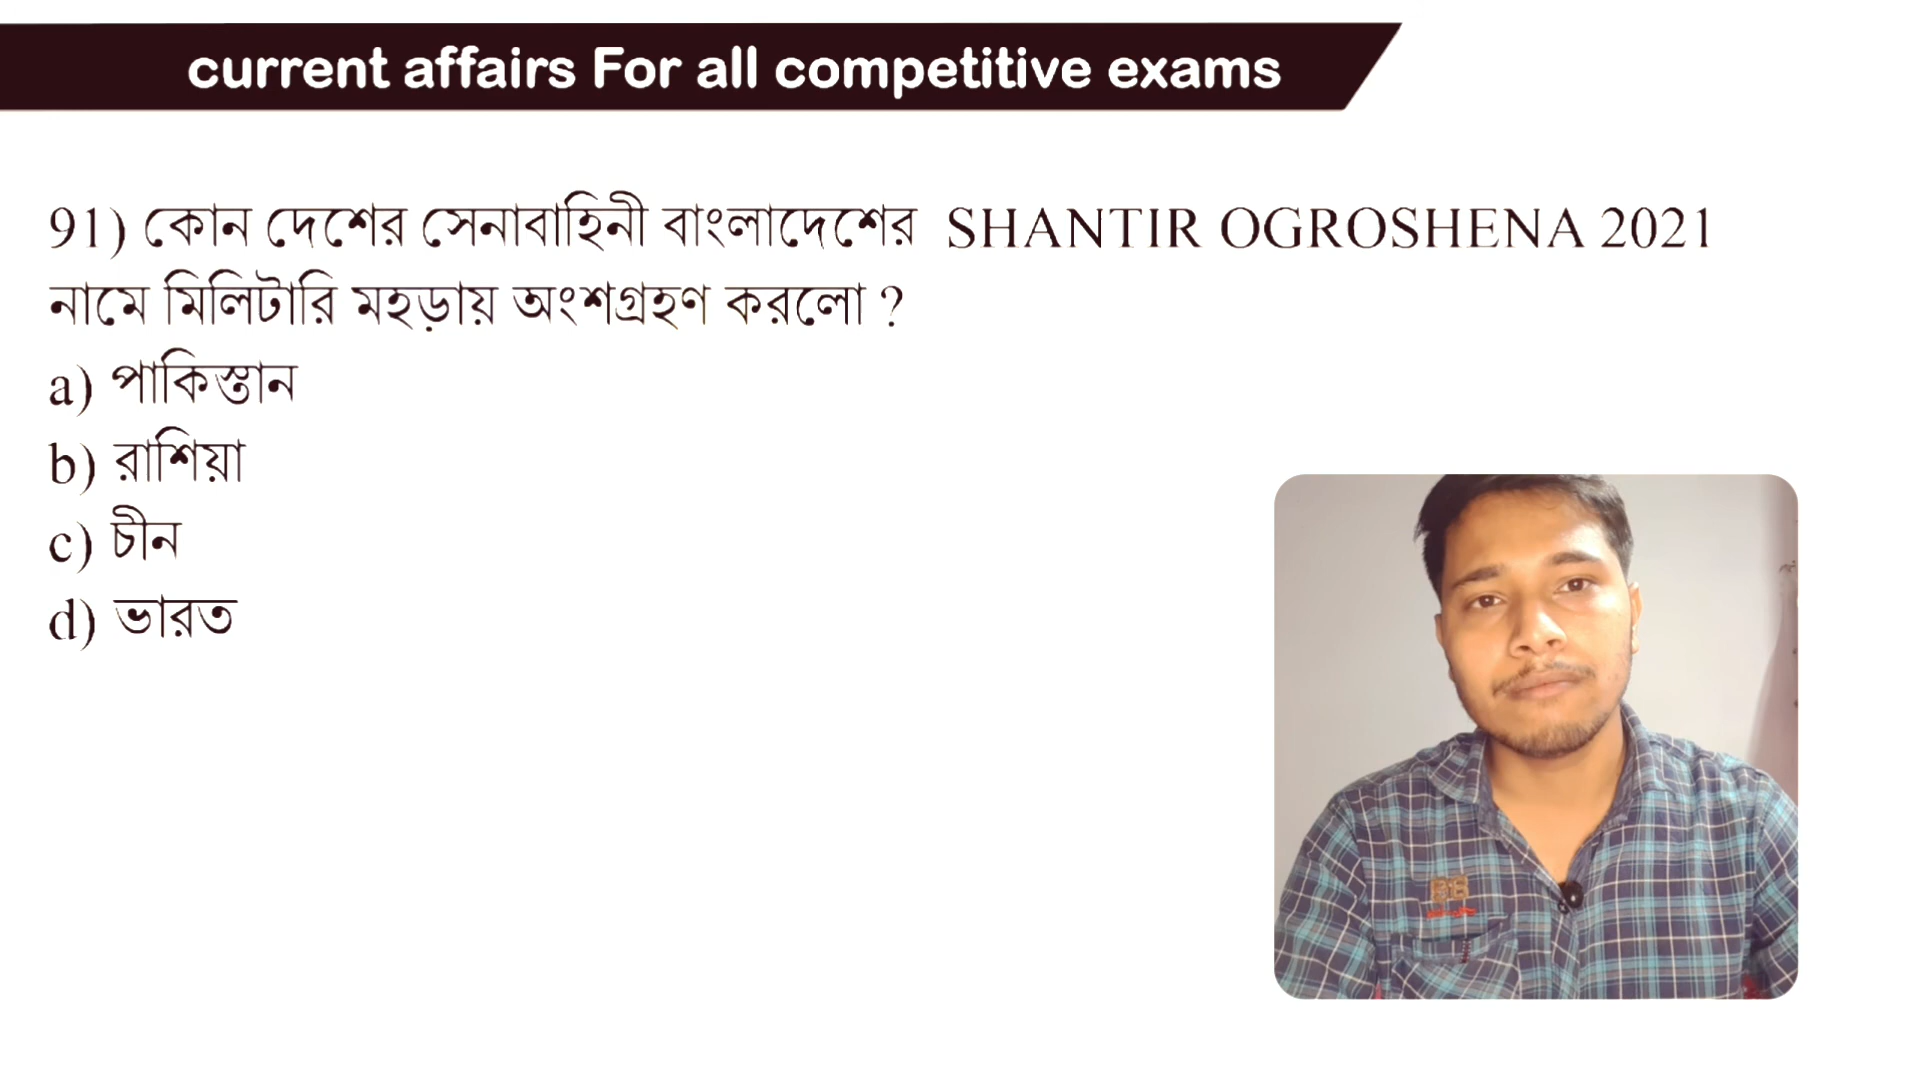 current affairs For all competitive exams
91) কোন দেশের সেনাবাহিনী বাংলাদেশের SHANTIR OGROSHENA 2021
নামে মিলিটারি মহড়ায় অংশগ্রহণ করলো ?
a) পাকিস্তান
b) রাশিয়া
c) চীন
d) ভারত